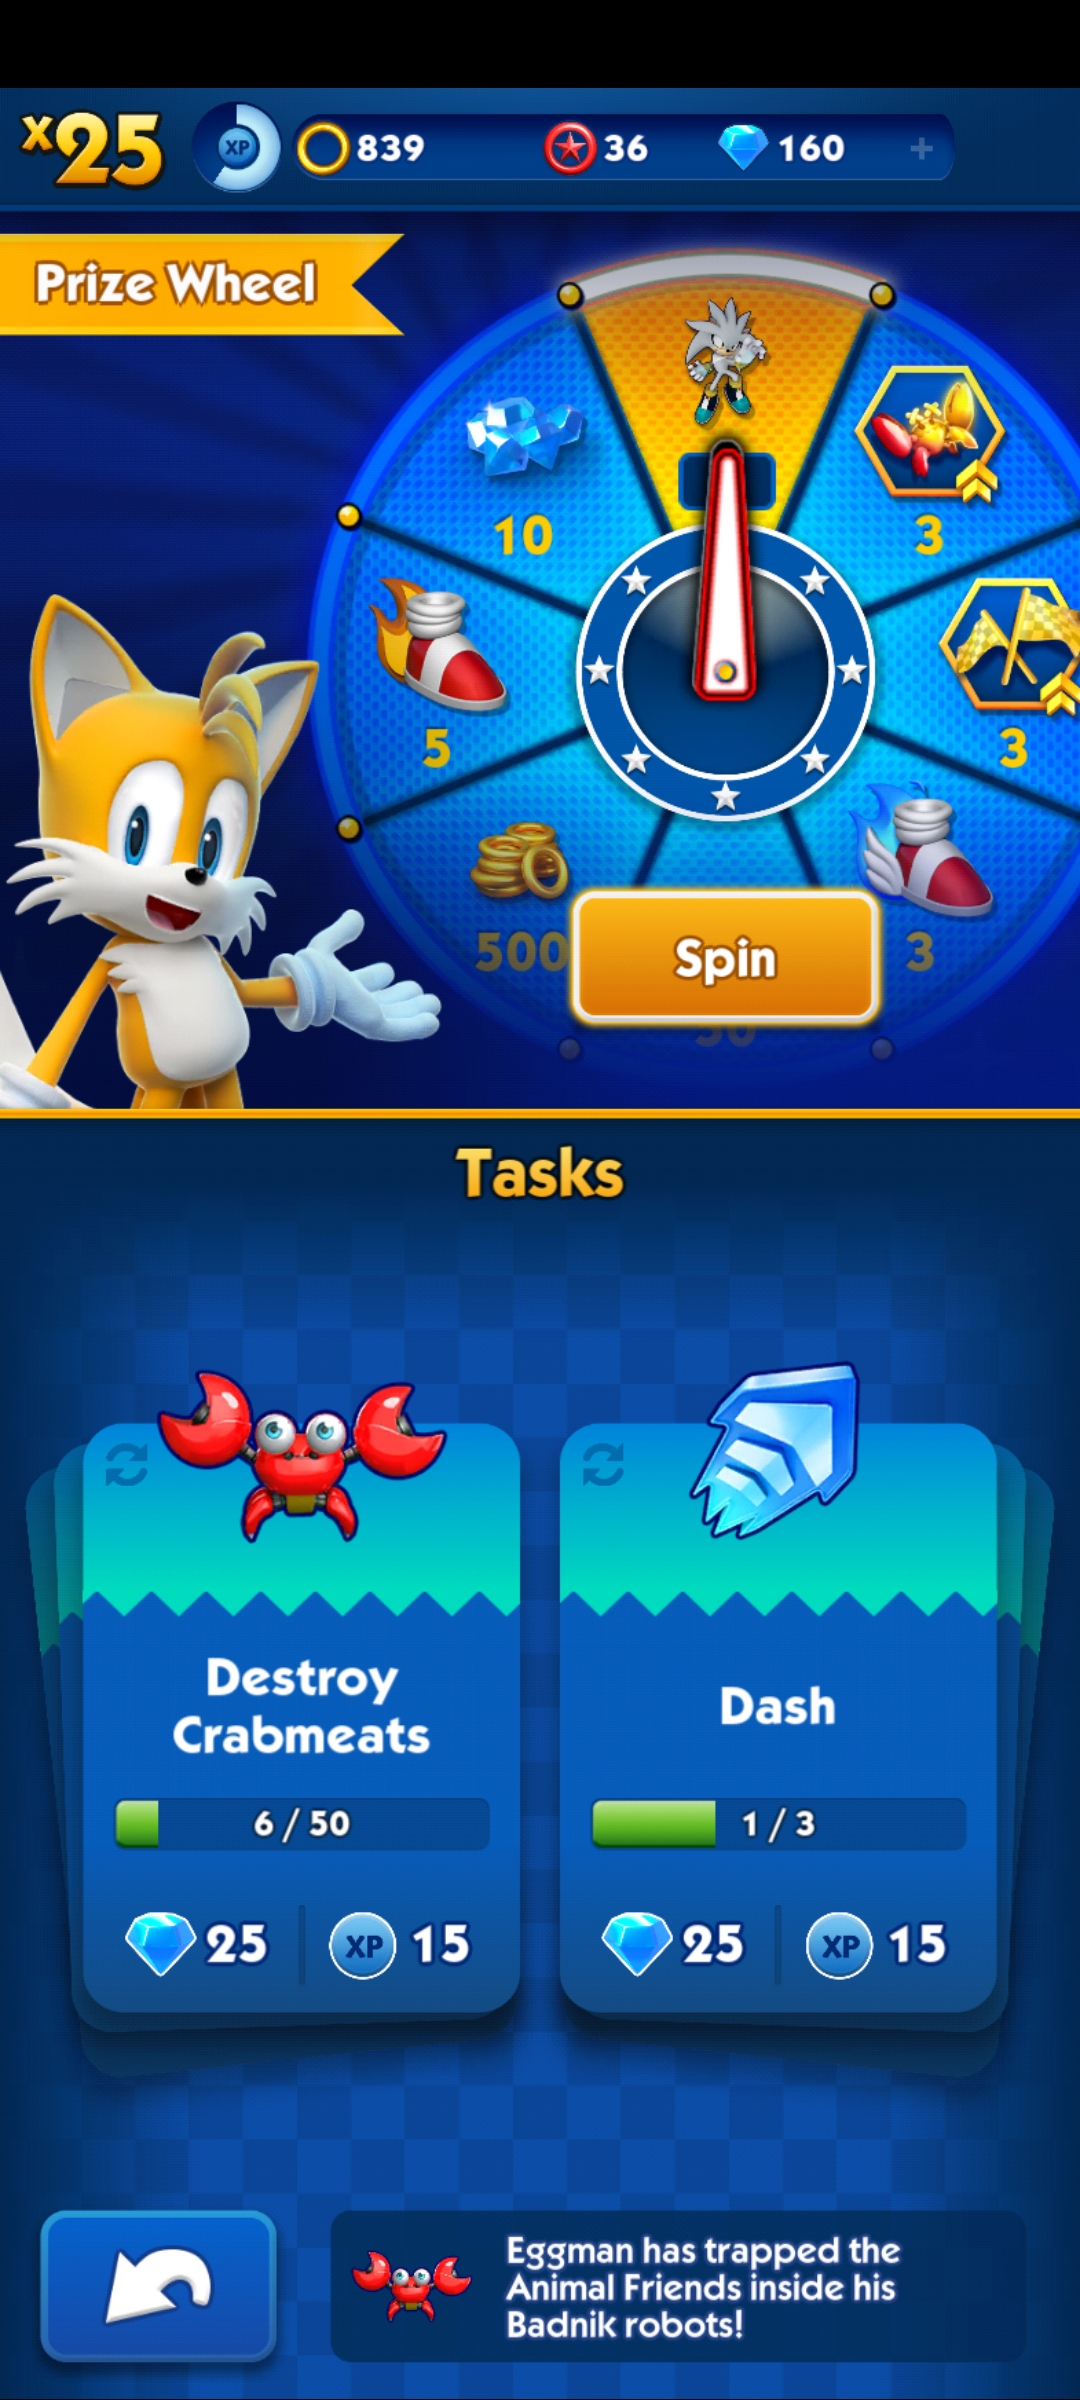 x25
XP
839
36
160
+
Prize Wheel
10
3
5
3
500
3
30
Spin
Tasks
Destroy
Crabmeats
6 / 50
25
XP
15
Dash
1 / 3
25
XP
15
Eggman has trapped the
Animal Friends inside his
Badnik robots!